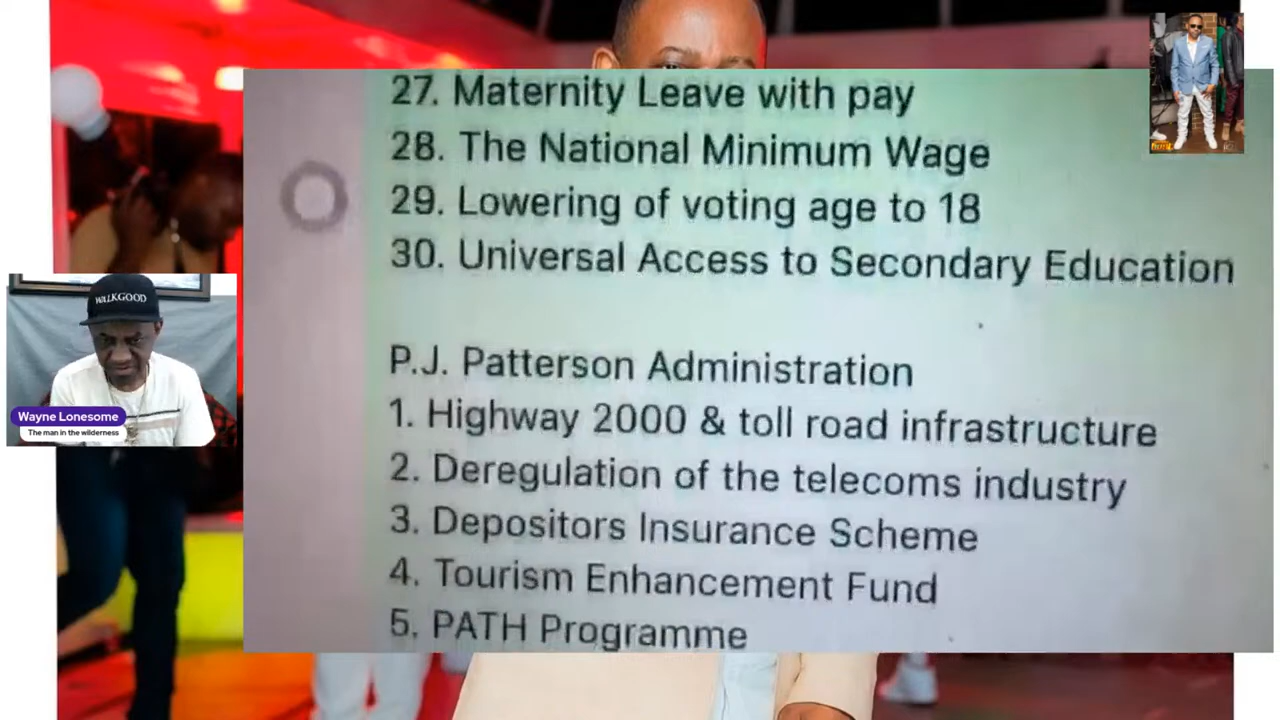 27. Maternity Leave with pay
28. The National Minimum Wage
29. Lowering of voting age to 18
30. Universal Access to Secondary Education
P.J. Patterson Administration
1. Highway 2000 & toll road infrastructure
2. Deregulation of the telecoms industry
3. Depositors Insurance Scheme
4. Tourism Enhancement Fund
5. PATH Programme
WALKGOOD
Wayne Lonesome
The man in the wilderness